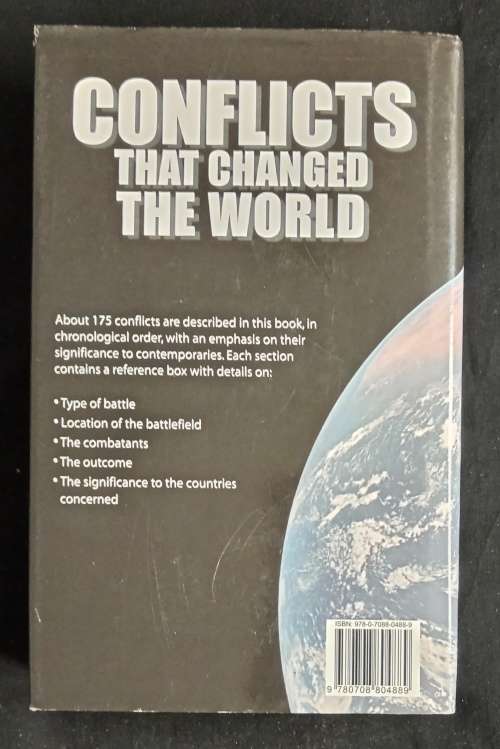 CONFLICTS
THAT CHANGED
THE WORLD
About 175 conflicts are described in this book, in
chronological order, with an emphasis on their
significance to contemporaries. Each section
contains a reference box with details on:
• Type of battle
• Location of the battlefield
• The combatants
• The outcome
• The significance to the countries
concerned
ISBN: 978-0-7088-0488-9
9 780708 804889